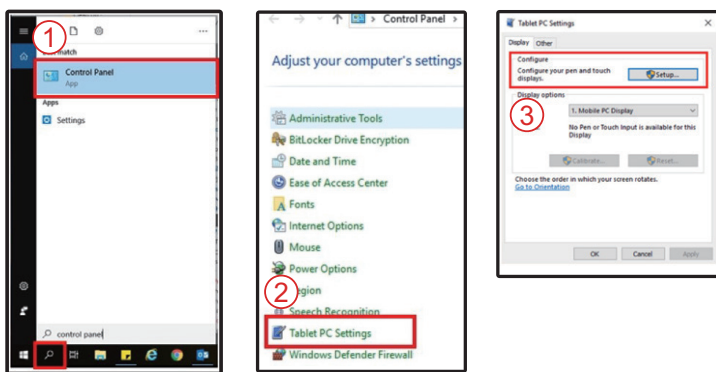 1
Best match
Control Panel
App
Apps
Settings
control panel
Control Panel
Adjust your computer's settings
Administrative Tools
BitLocker Drive Encryption
Date and Time
Ease of Access Center
Fonts
Internet Options
Mouse
Power Options
2
Region
Speech Recognition
Tablet PC Settings
Windows Defender Firewall
Tablet PC Settings
Display Other
Configure
Configure your pen and touch
displays.
Setup...
Display options
3
1. Mobile PC Display
No Pen or Touch Input is available for this
Display
Calibrate... Reset...
Choose the order in which your screen rotates.
Go to Orientation
OK Cancel Apply